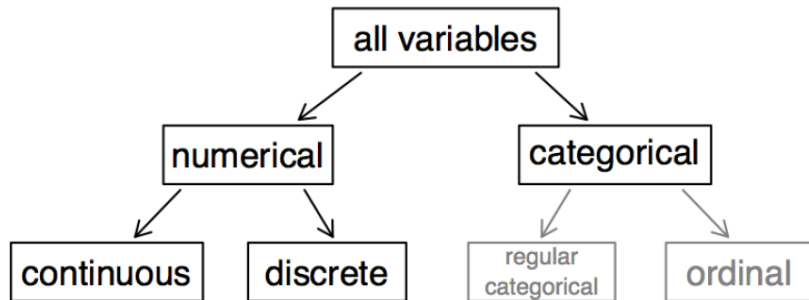 all variables
numerical
categorical
continuous
discrete
regular
categorical
ordinal